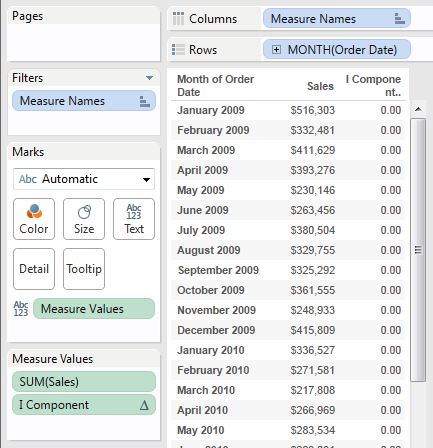 Pages
Columns
Measure Names
Rows
MONTH(Order Date)
Filters
Measure Names
Marks
Abc Automatic
Color
Size
Abc
123
Text
Detail
Tooltip
Abc
123
Measure Values
Measure Values
SUM(Sales)
I Component Δ
Month of Order
Date
Sales
I Compone
nt..
January 2009 $516,303 0.00
February 2009 $332,481 0.00
March 2009 $411,629 0.00
April 2009 $393,276 0.00
May 2009 $230,146 0.00
June 2009 $263,456 0.00
July 2009 $380,504 0.00
August 2009 $329,755 0.00
September 2009 $325,292 0.00
October 2009 $361,555 0.00
November 2009 $248,933 0.00
December 2009 $415,809 0.00
January 2010 $336,527 0.00
February 2010 $271,581 0.00
March 2010 $217,808 0.00
April 2010 $266,969 0.00
May 2010 $283,534 0.00